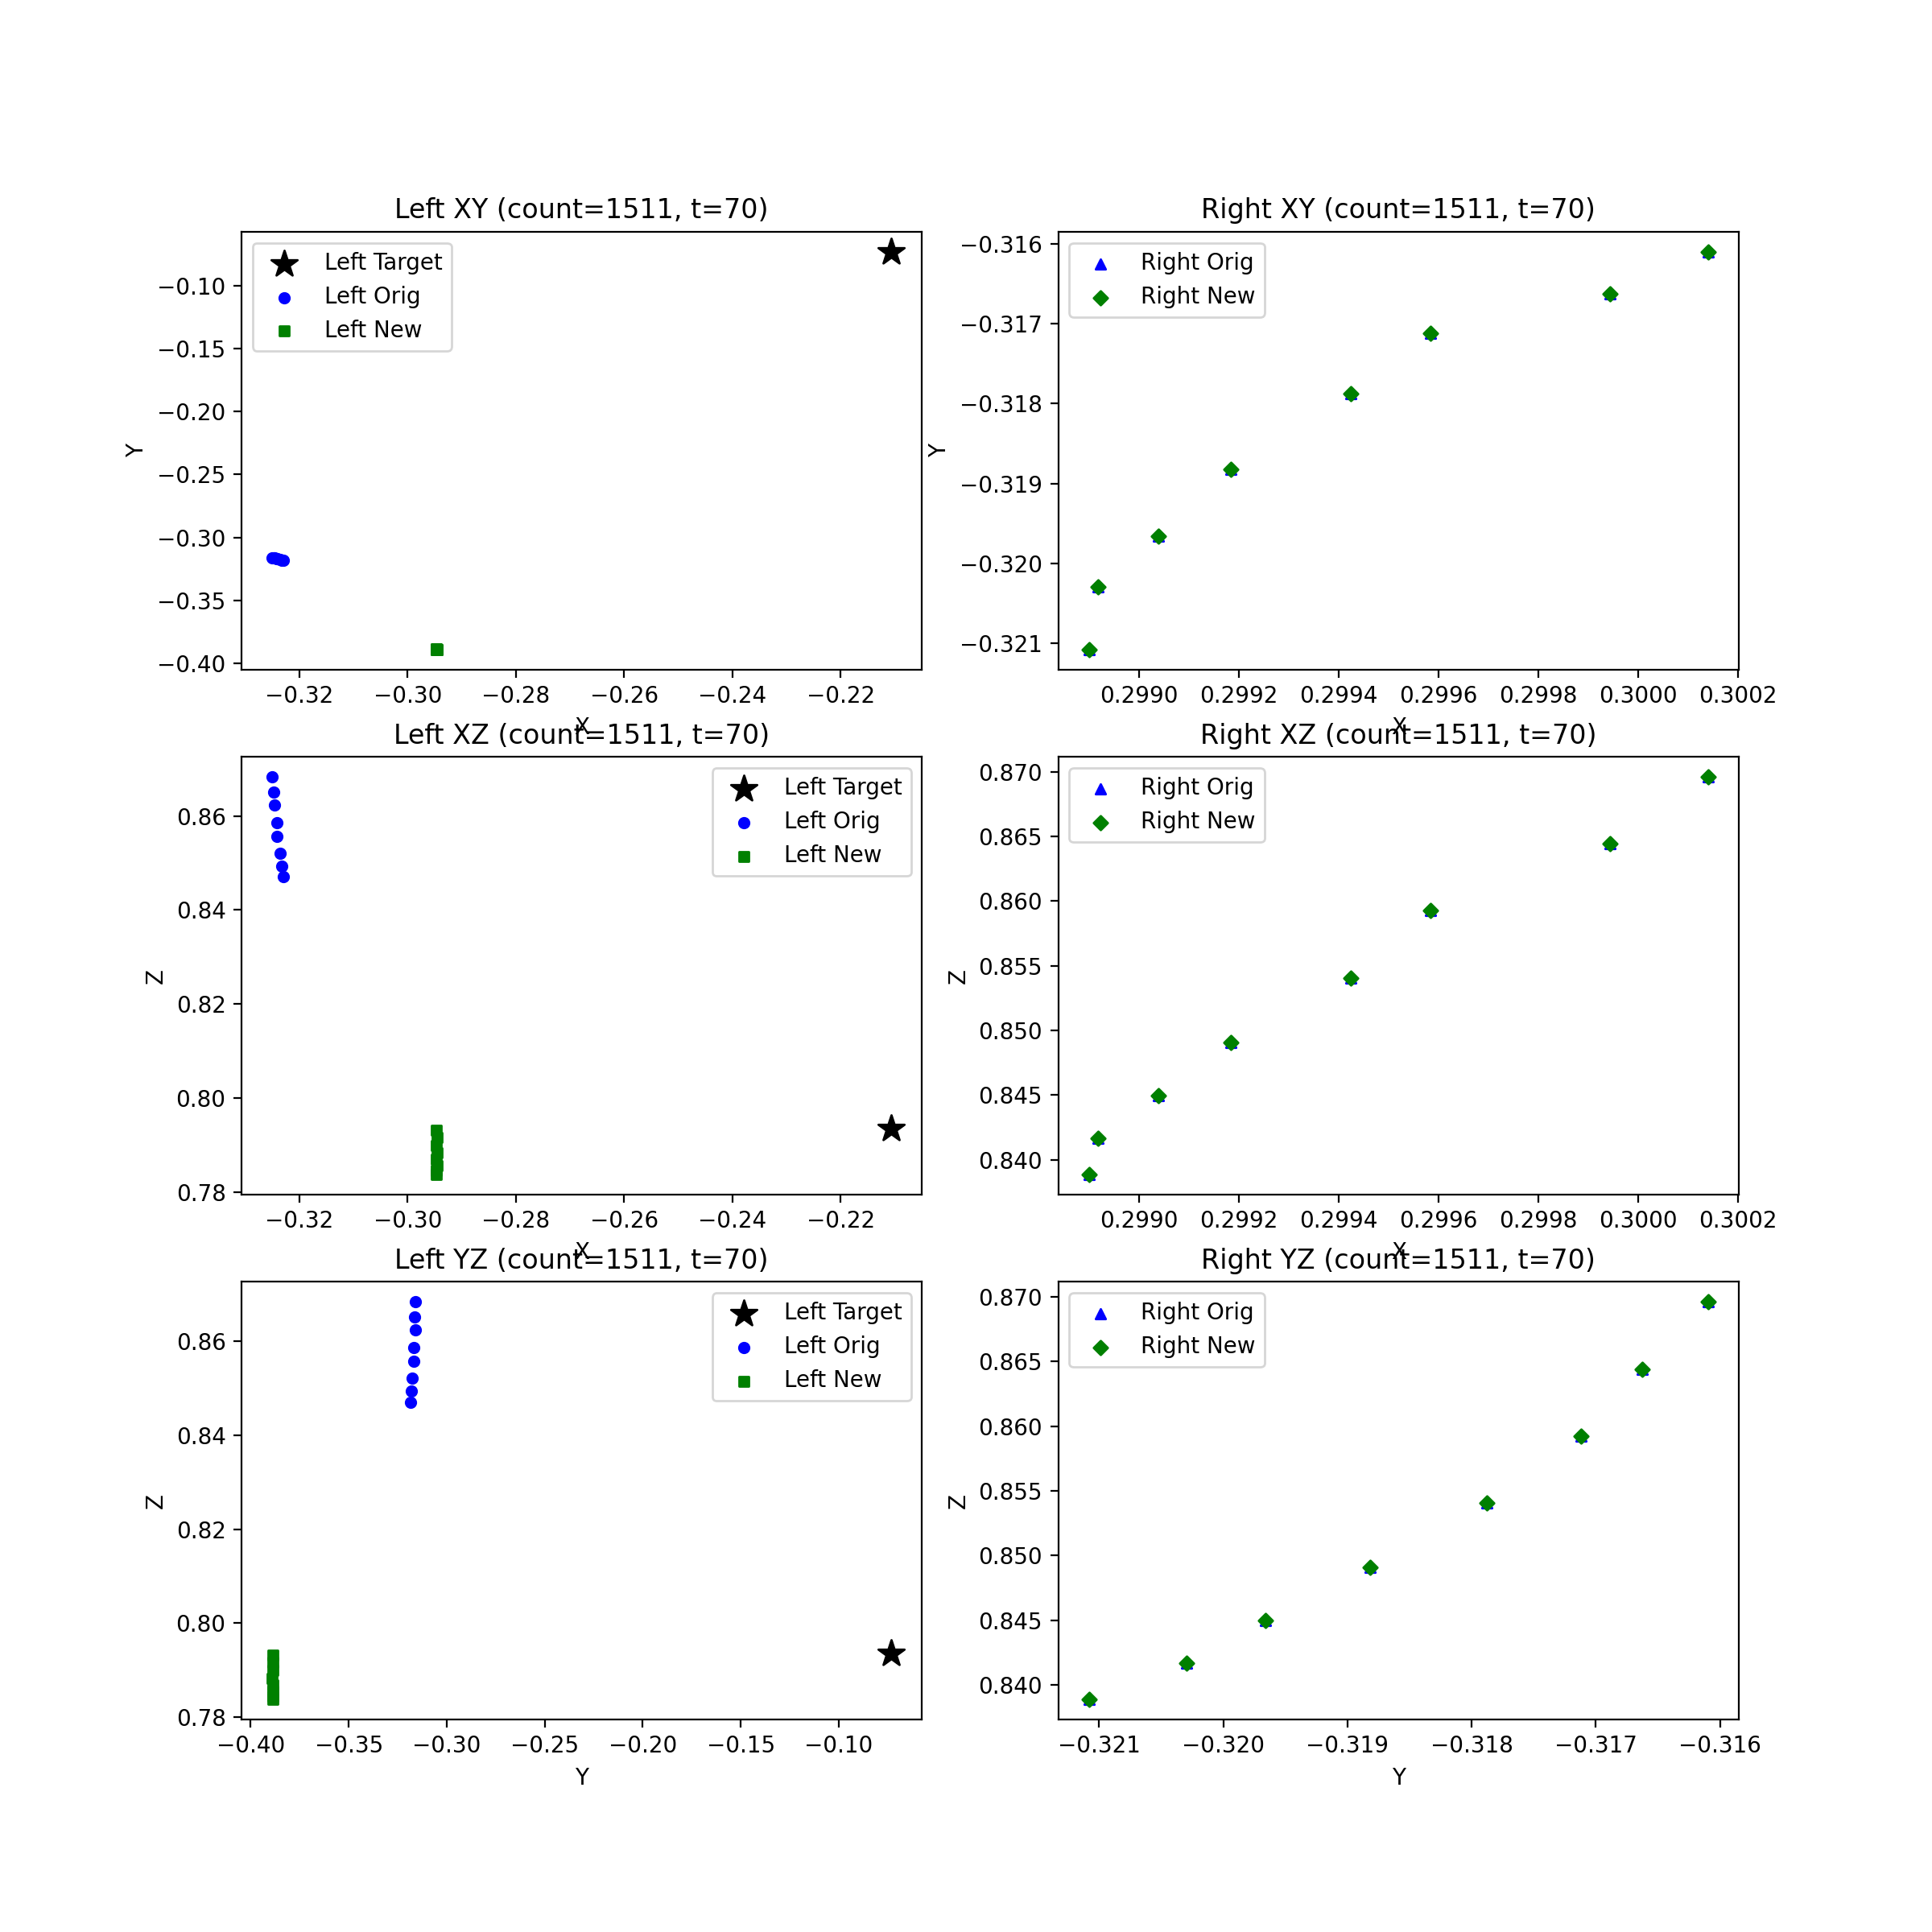 Left XY (count=1511, t=70)
Left Target
Left Orig
Left New
−0.10
−0.15
−0.20
−0.25
−0.30
−0.35
−0.40
Y
−0.32 −0.30 −0.28 −0.26 −0.24 −0.22
X
Right XY (count=1511, t=70)
Right Orig
Right New
−0.316
−0.317
−0.318
−0.319
−0.320
−0.321
Y
0.2990 0.2992 0.2994 0.2996 0.2998 0.3000 0.3002
X
Left XZ (count=1511, t=70)
Left Target
Left Orig
Left New
0.86
0.84
0.82
0.80
0.78
Z
−0.32 −0.30 −0.28 −0.26 −0.24 −0.22
X
Right XZ (count=1511, t=70)
Right Orig
Right New
0.870
0.865
0.860
0.855
0.850
0.845
0.840
Z
0.2990 0.2992 0.2994 0.2996 0.2998 0.3000 0.3002
X
Left YZ (count=1511, t=70)
Left Target
Left Orig
Left New
0.86
0.84
0.82
0.80
0.78
Z
−0.40 −0.35 −0.30 −0.25 −0.20 −0.15 −0.10
Y
Right YZ (count=1511, t=70)
Right Orig
Right New
0.870
0.865
0.860
0.855
0.850
0.845
0.840
Z
−0.321 −0.320 −0.319 −0.318 −0.317 −0.316
Y